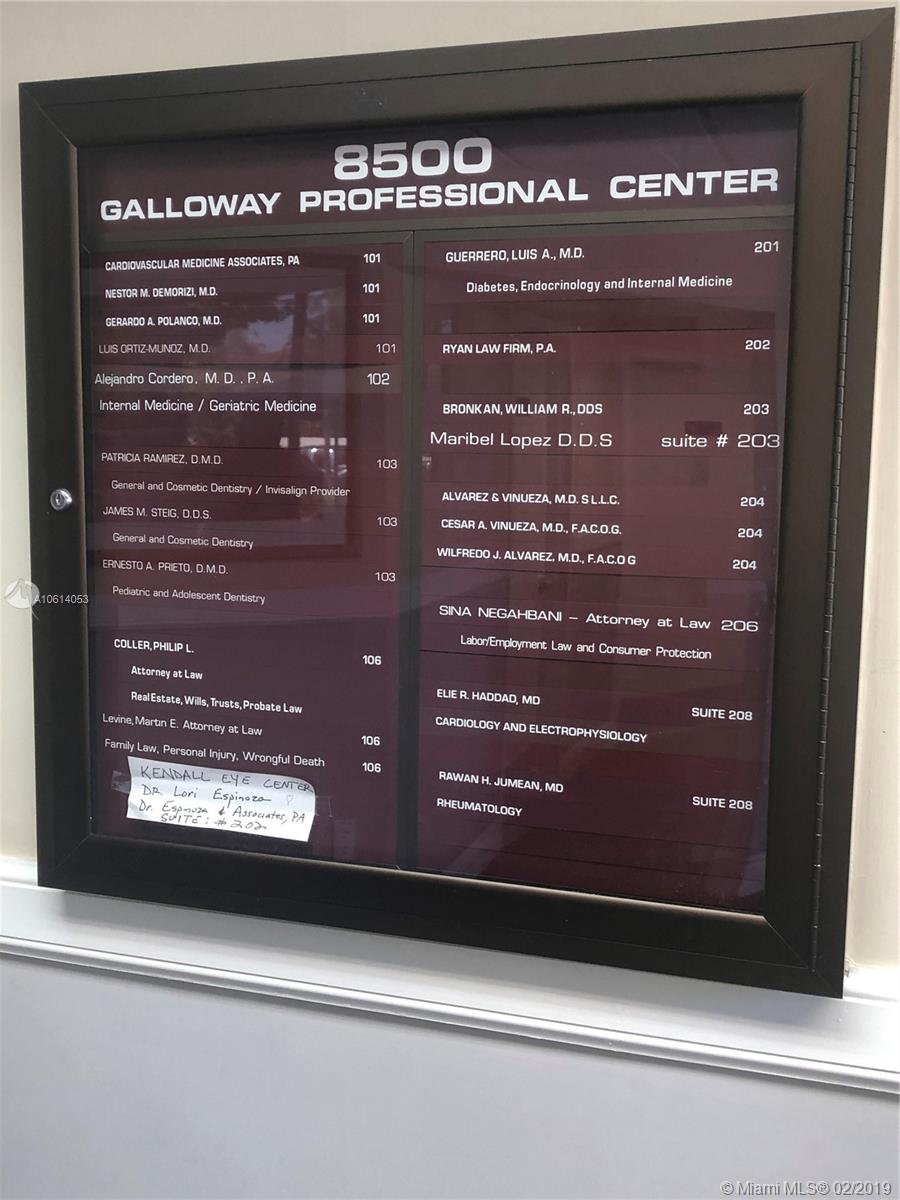 8500
GALLOWAY PROFESSIONAL CENTER
CARDIOVASCULAR MEDICINE ASSOCIATES, PA 101
NESTOR M. DEMORIZI, M.D. 101
GERARDO A. POLANCO, M.D. 101
LUIS ORTIZ-MUNOZ, M.D. 101
Alejandro Cordero, M. D. , P. A. 102
Internal Medicine / Geriatric Medicine
PATRICIA RAMIREZ, D.M.D. 103
General and Cosmetic Dentistry / Invisalign Provider
JAMES M. STEIG, D.D.S. 103
General and Cosmetic Dentistry
ERNESTO A. PRIETO, D.M.D. 103
Pediatric and Adolescent Dentistry
COLLER, PHILIP L. 106
Attorney at Law
Real Estate, Wills, Trusts, Probate Law
Levine, Martin E. Attorney at Law 106
Family Law, Personal Injury, Wrongful Death 106
KENDALL EYE CENTER
DR. Lori Espinoza
Dr. Espinoza & Associates, PA
SUITE: # 202
GUERRERO, LUIS A., M.D. 201
Diabetes, Endocrinology and Internal Medicine
RYAN LAW FIRM, P.A. 202
BRONKAN, WILLIAM R., DDS 203
Maribel Lopez D.D.S suite # 203
ALVAREZ & VINUEZA, M.D. S L.L.C. 204
CESAR A. VINUEZA, M.D., F.A.C.O.G. 204
WILFREDO J. ALVAREZ, M.D., F.A.C.O.G 204
SINA NEGAHBANI – Attorney at Law 206
Labor/Employment Law and Consumer Protection
ELIE R. HADDAD, MD SUITE 208
CARDIOLOGY AND ELECTROPHYSIOLOGY
RAWAN H. JUMEAN, MD SUITE 208
RHEUMATOLOGY
A10614053
© Miami MLS® 02/2019